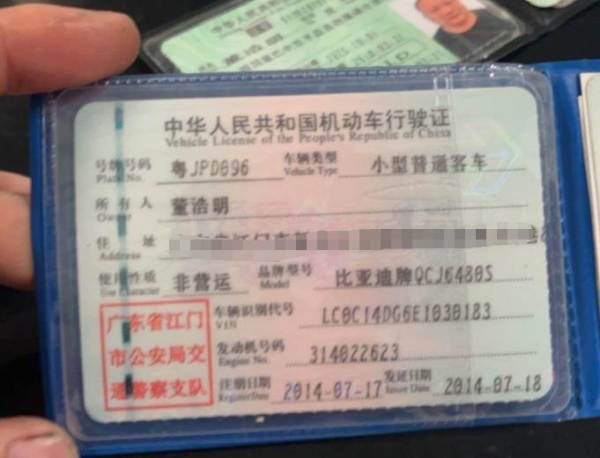 中华人民共和国机动车行驶证
Vehicle License of the People's Republic of China
号牌号码 粤JPD096 车辆类型 小型普通客车
Plate No. Vehicle Type
所有人 董浩明
Owner
住址
Address
使用性质 非营运 品牌型号 比亚迪牌QCJ6480S
Use Character Model
广东省江门
市公安局交
通警察支队
车辆识别代号 LC0C14DG6E1030183
VIN
发动机号码 314022623
Engine No.
注册日期 2014-07-17 发证日期 2014-07-18
Register Date Issue Date